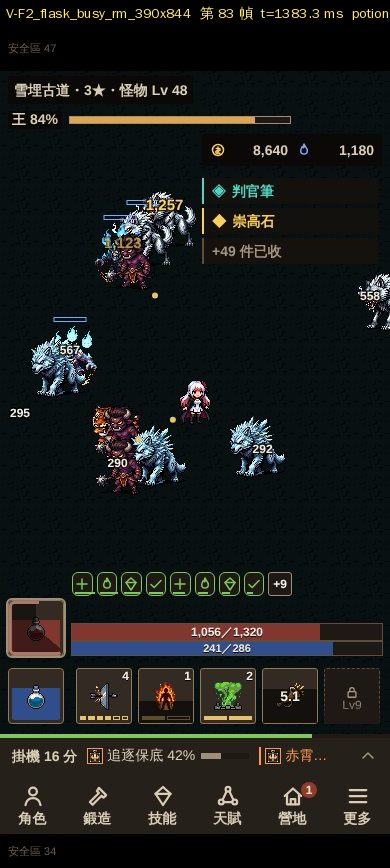 V-F2_flask_busy_rm_390x844 第 83 幀 t=1383.3 ms potion
安全區 47
雪埋古道・3★・怪物 Lv 48
王 84%
8,640 1,180
判官筆
崇高石
+49 件已收
1,257
1,123
558
567
295
290
292
+9
1,056／1,320
241／286
4
1
2
5.1
Lv9
掛機 16 分 追逐保底 42% 赤霄…
1
角色 鍛造 技能 天賦 營地 更多
安全區 34